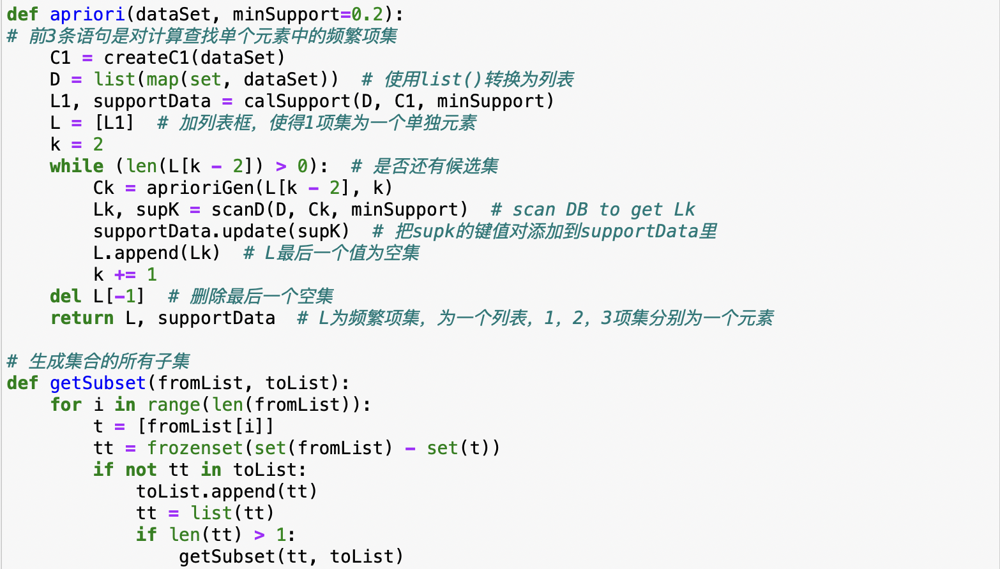 def apriori(dataSet, minSupport=0.2):
# 前3条语句是对计算查找单个元素中的频繁项集
    C1 = createC1(dataSet)
    D = list(map(set, dataSet))  # 使用list()转换为列表
    L1, supportData = calSupport(D, C1, minSupport)
    L = [L1]  # 加列表框，使得1项集为一个单独元素
    k = 2
    while (len(L[k - 2]) > 0):  # 是否还有候选集
        Ck = aprioriGen(L[k - 2], k)
        Lk, supK = scanD(D, Ck, minSupport)  # scan DB to get Lk
        supportData.update(supK)  # 把supk的键值对添加到supportData里
        L.append(Lk)  # L最后一个值为空集
        k += 1
    del L[-1]  # 删除最后一个空集
    return L, supportData  # L为频繁项集，为一个列表，1，2，3项集分别为一个元素

# 生成集合的所有子集
def getSubset(fromList, toList):
    for i in range(len(fromList)):
        t = [fromList[i]]
        tt = frozenset(set(fromList) - set(t))
        if not tt in toList:
            toList.append(tt)
            tt = list(tt)
            if len(tt) > 1:
                getSubset(tt, toList)